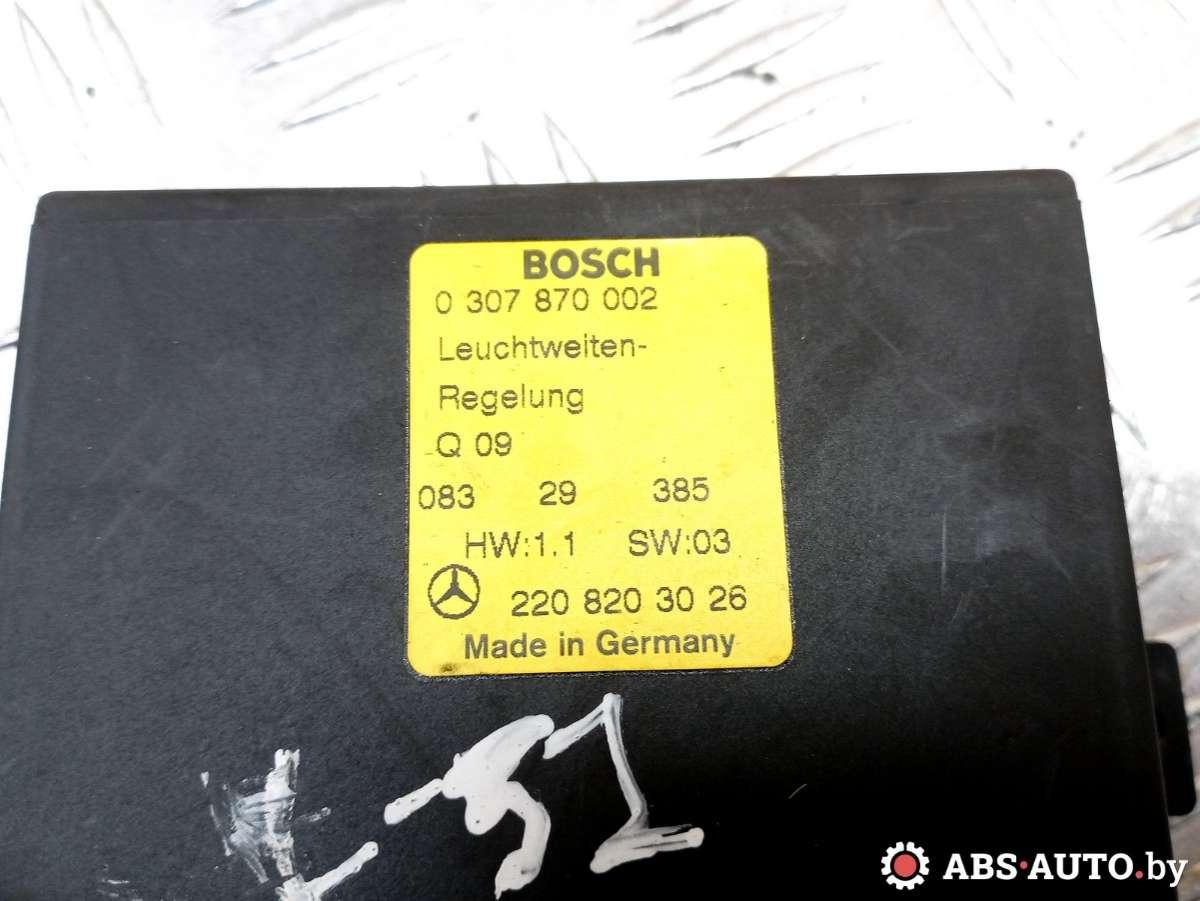 BOSCH
0 307 870 002
Leuchtweiten-
Regelung
Q 09
083 29 385
HW:1.1 SW:03
220 820 30 26
Made in Germany
ABS·AUTO.by